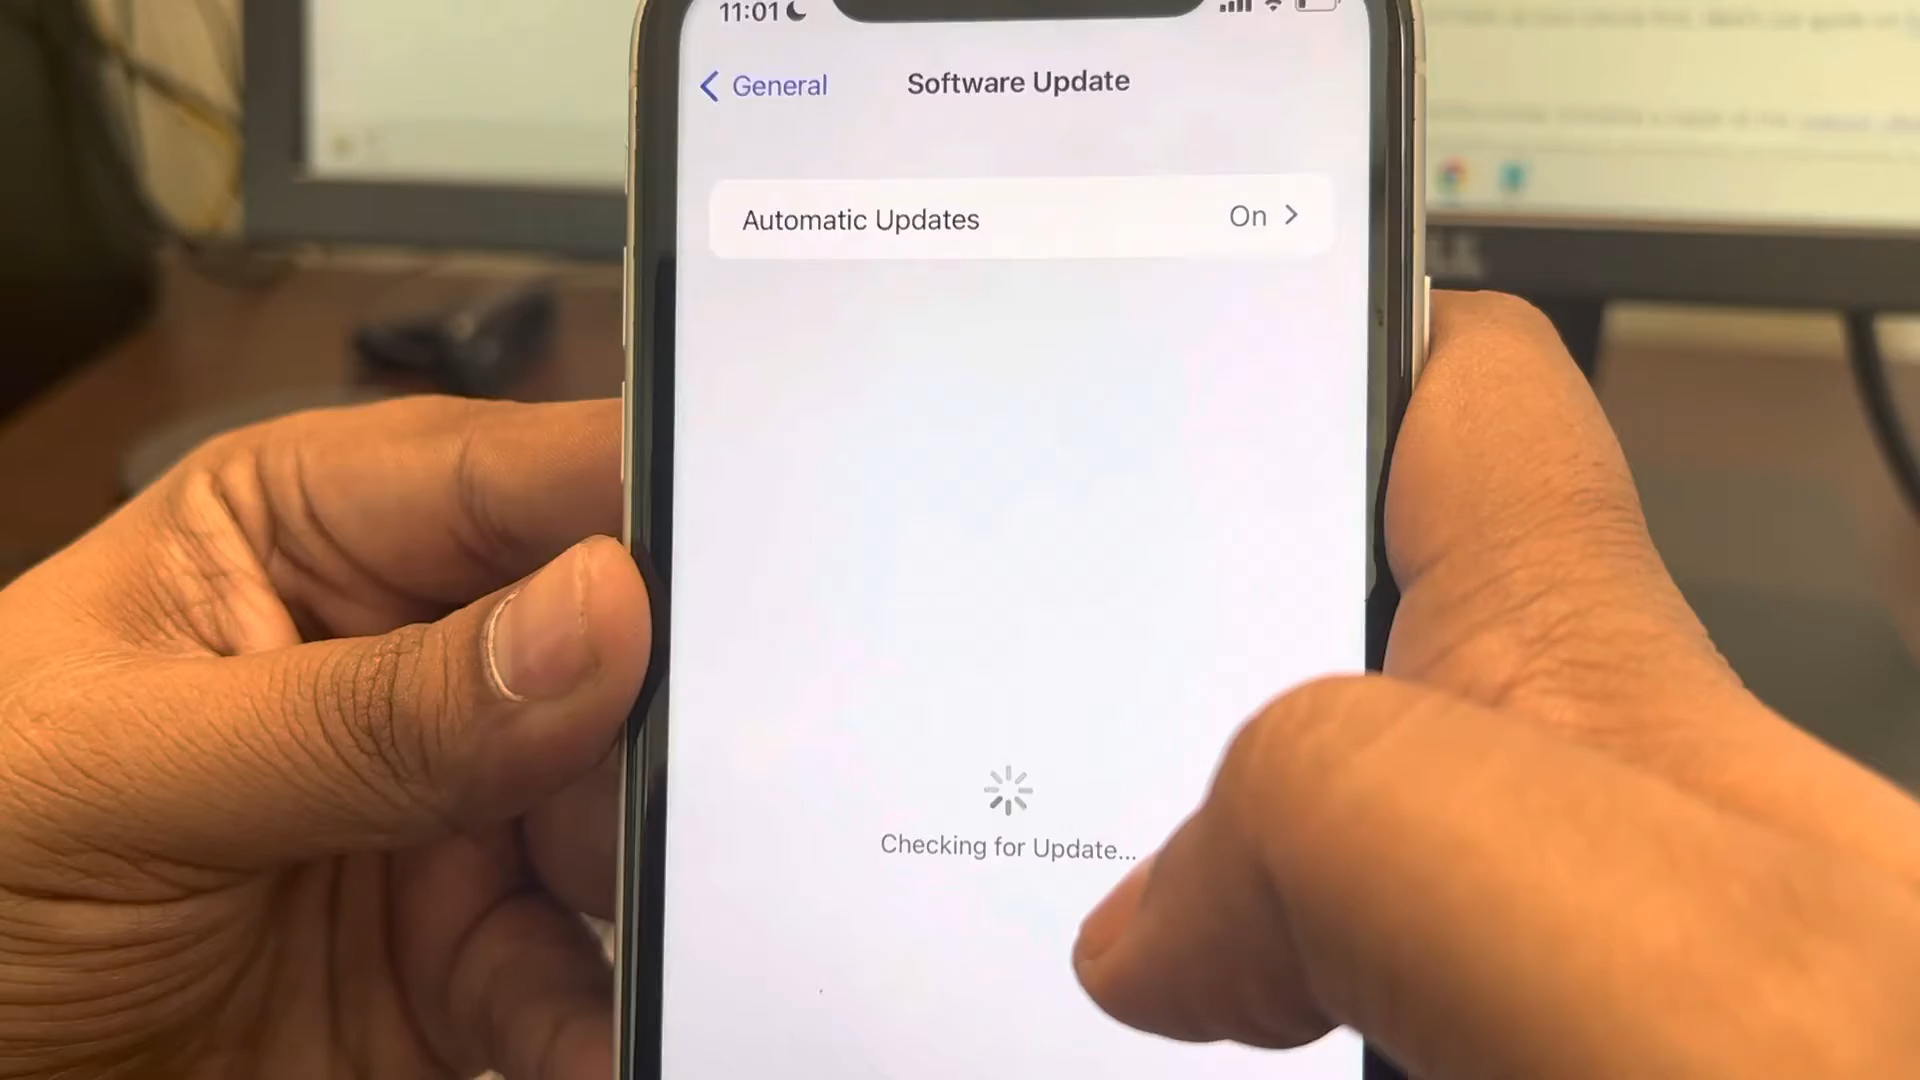 11:01
General
Software Update
Automatic Updates
On
Checking for Update...